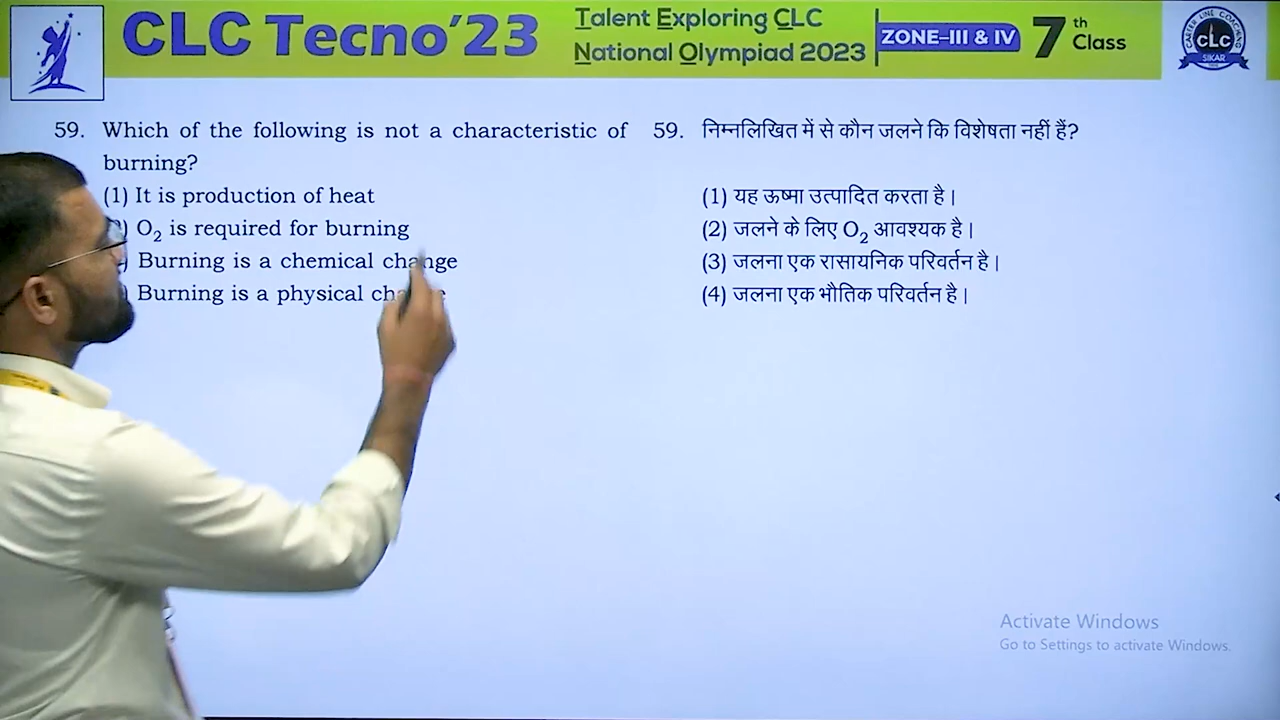 CLC Tecno’23
Talent Exploring CLC
National Olympiad 2023
ZONE–III & IV
7th Class
CAREER LINE COACHING
CLC
SIKAR
59. Which of the following is not a characteristic of
burning?
(1) It is production of heat
O2 is required for burning
Burning is a chemical change
Burning is a physical
59. निम्नलिखित में से कौन जलने कि विशेषता नहीं हैं?
(1) यह ऊष्मा उत्पादित करता है।
(2) जलने के लिए O2 आवश्यक है।
(3) जलना एक रासायनिक परिवर्तन है।
(4) जलना एक भौतिक परिवर्तन है।
Activate Windows
Go to Settings to activate Windows.